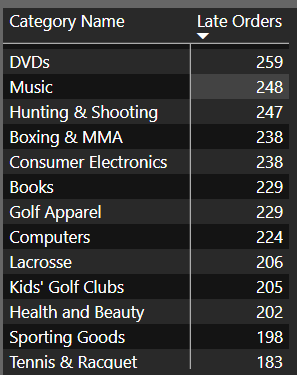 Category Name Late Orders
DVDs 259
Music 248
Hunting & Shooting 247
Boxing & MMA 238
Consumer Electronics 238
Books 229
Golf Apparel 229
Computers 224
Lacrosse 206
Kids' Golf Clubs 205
Health and Beauty 202
Sporting Goods 198
Tennis & Racquet 183